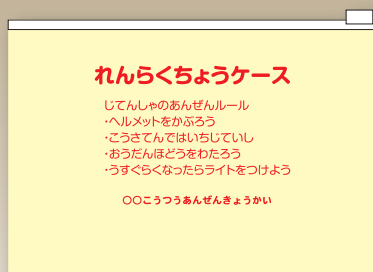 れんらくちょうケース
じてんしゃのあんぜんルール
・ヘルメットをかぶろう
・こうさてんではいちじていし
・おうだんほどうをわたろう
・うすぐらくなったらライトをつけよう
〇〇こうつうあんぜんきょうかい